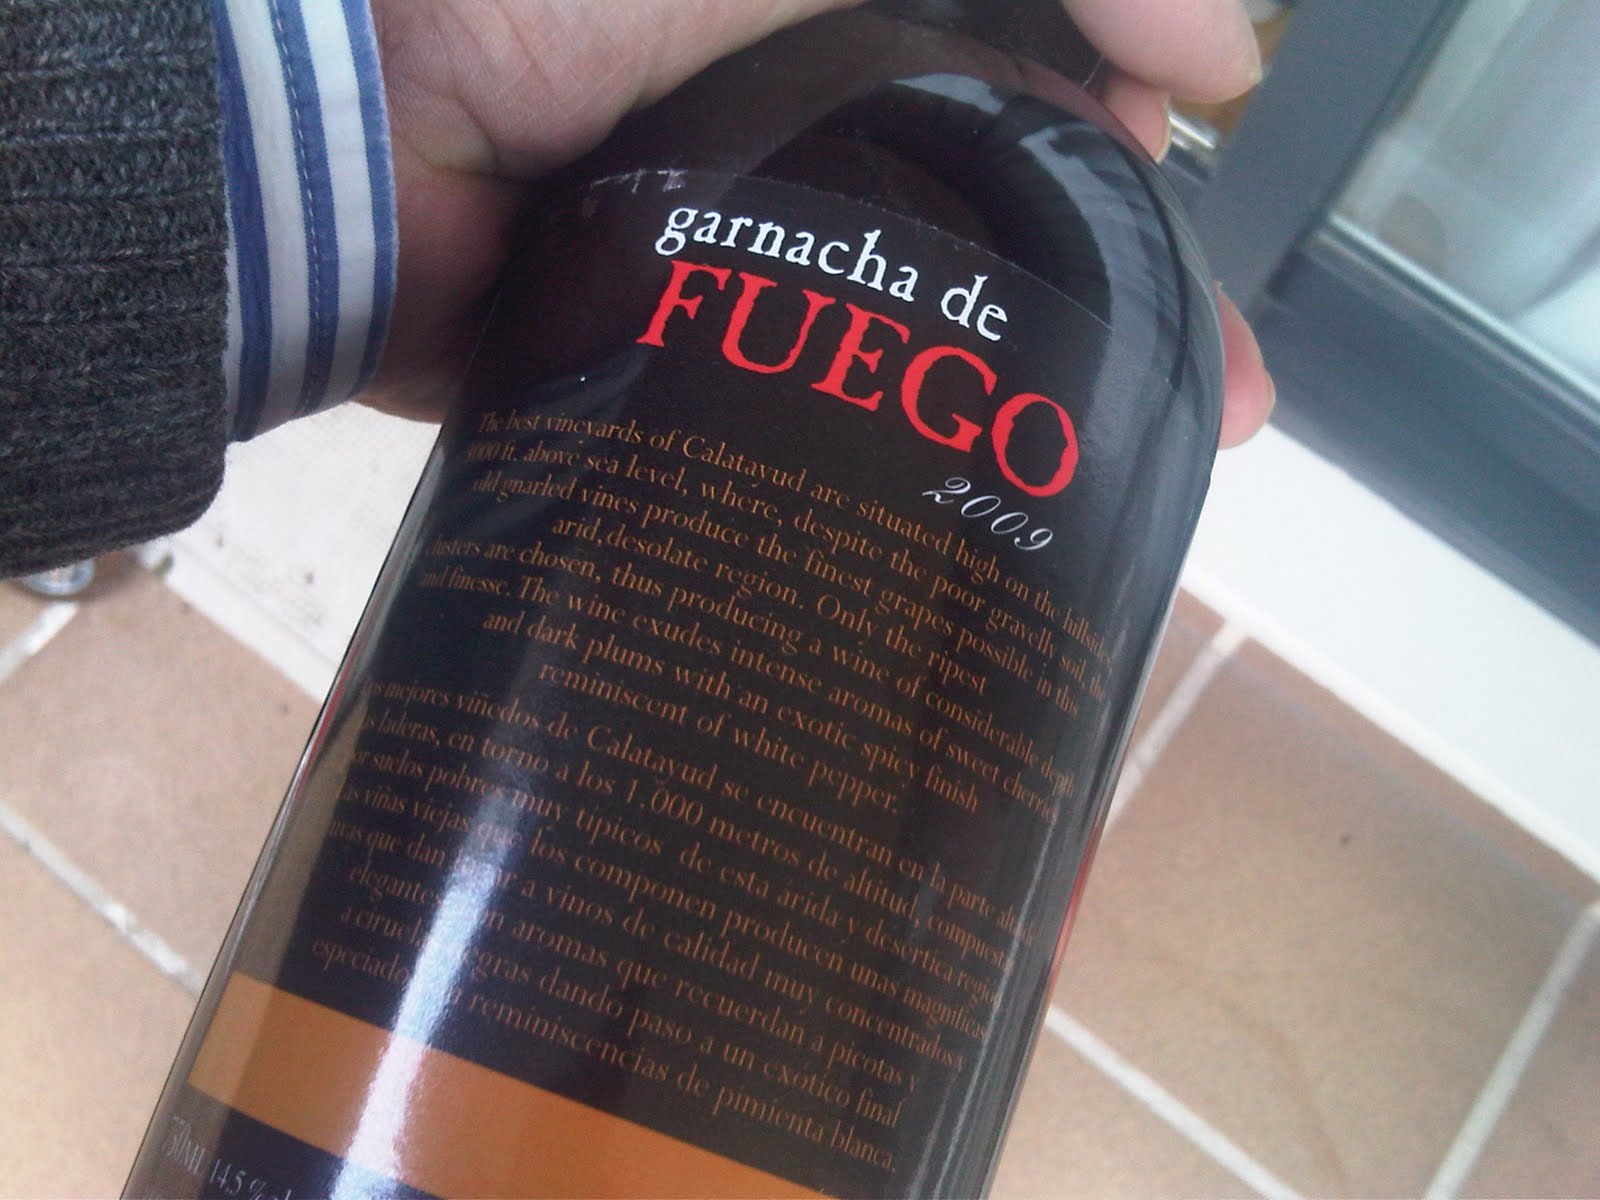 garnacha de
FUEGO
2009
The best vineyards of Calatayud are situated high on the hillsides,
3000 ft. above sea level, where, despite the poor gravelly soil, the
old gnarled vines produce the finest grapes possible in this
arid, desolate region. Only the ripest
clusters are chosen, thus producing a wine of considerable depth
and finesse. The wine exudes intense aromas of sweet cherries
and dark plums with an exotic spicy finish
reminiscent of white pepper.
Los mejores viñedos de Calatayud se encuentran en la parte alta de
las laderas, en torno a los 1.000 metros de altitud,
por suelos pobres muy típicos de esta árida y desértica región
Las viñas viejas que los componen producen unas magníficas
que dan a vinos de calidad muy concentrados y
elegantes con aromas que recuerdan a picotas y
a ciruelas negras dando paso a un exótico final
especiado reminiscencias de pimienta blanca.
750ML 14,5 %